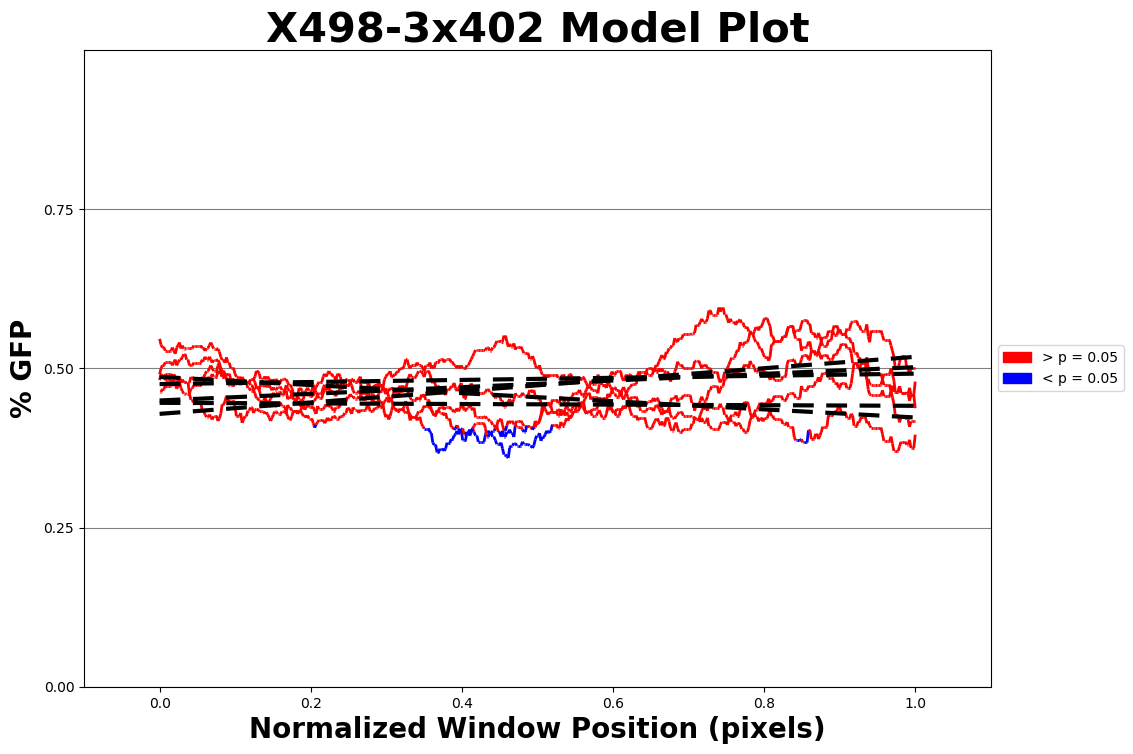 X498-3x402 Model Plot
% GFP
0.75
0.50
0.25
0.00
0.0 0.2 0.4 0.6 0.8 1.0
Normalized Window Position (pixels)
> p = 0.05
< p = 0.05